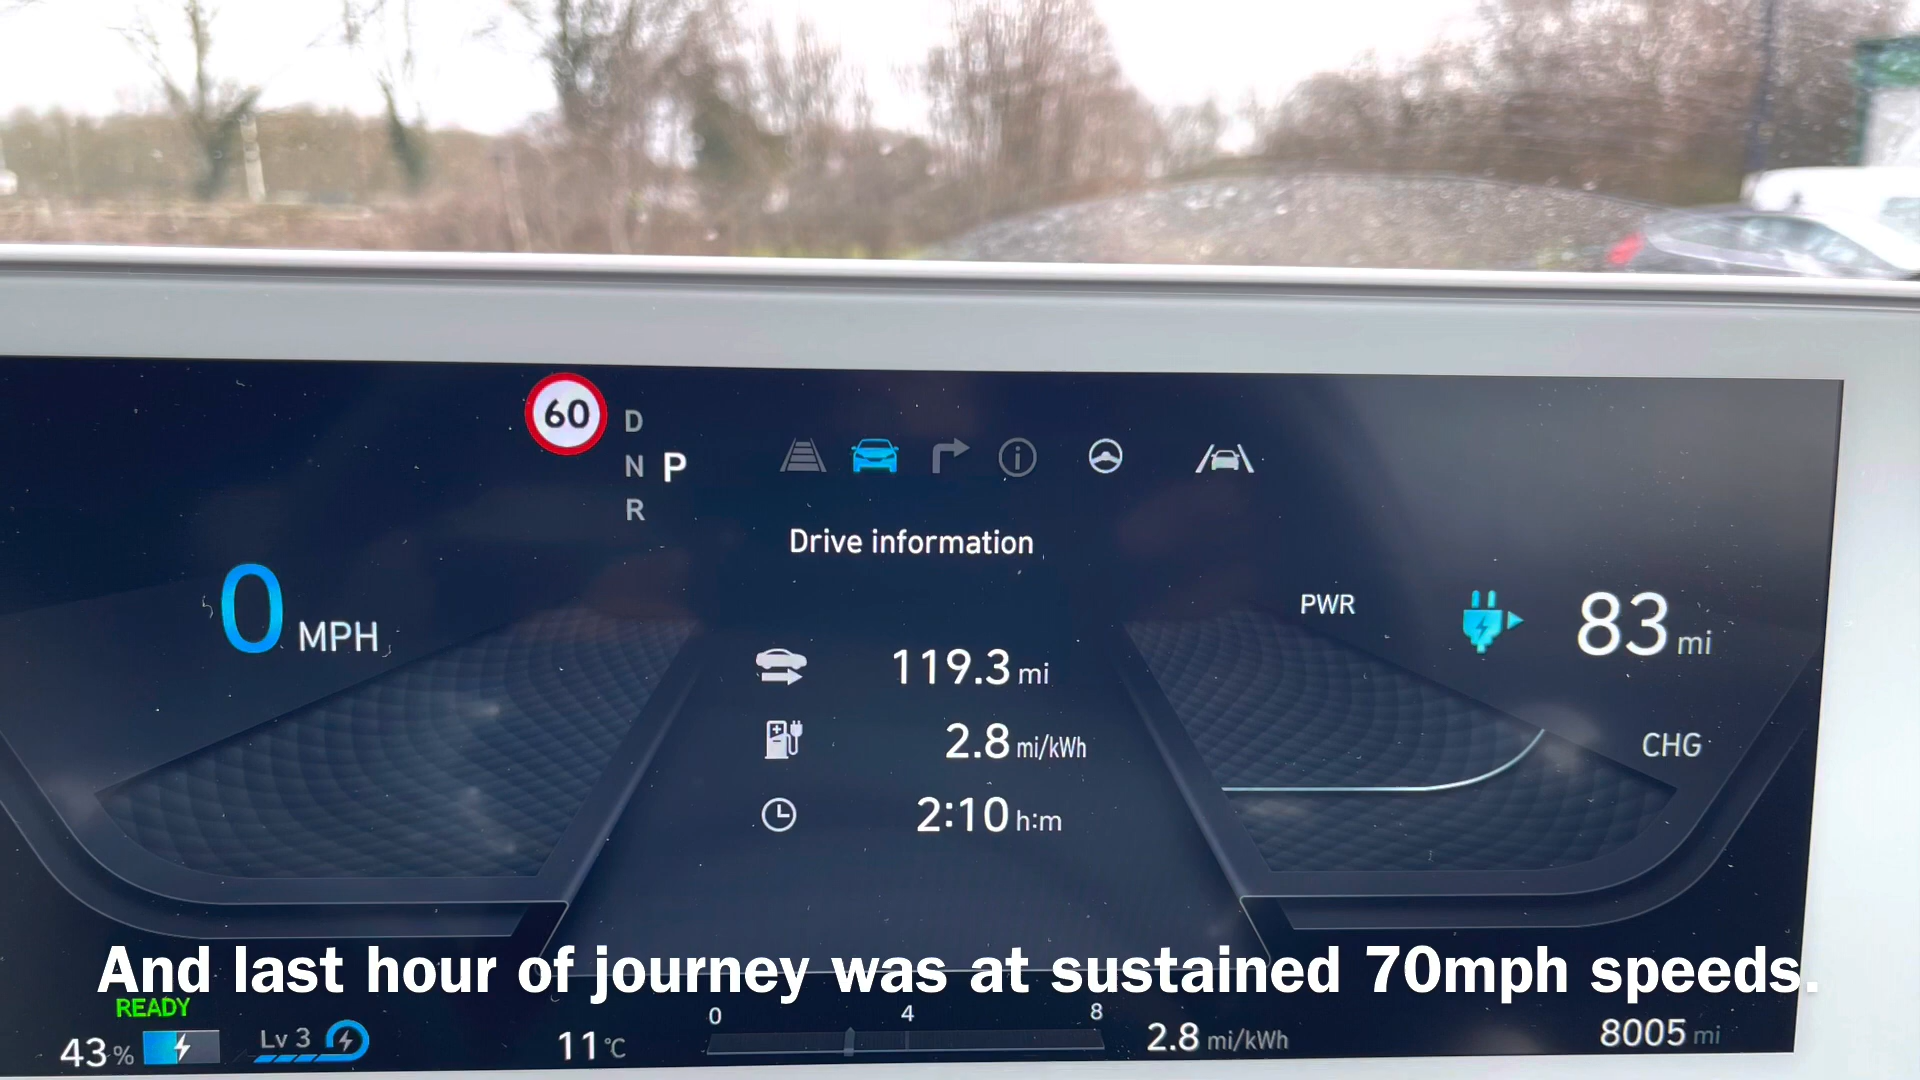 60
D
N P
R
Drive information
0 MPH
PWR
83 mi
119.3 mi
2.8 mi/kWh
CHG
2:10 h:m
And last hour of journey was at sustained 70mph speeds.
READY
0 4 8
43 % Lv 3 11 °C 2.8 mi/kWh 8005 mi